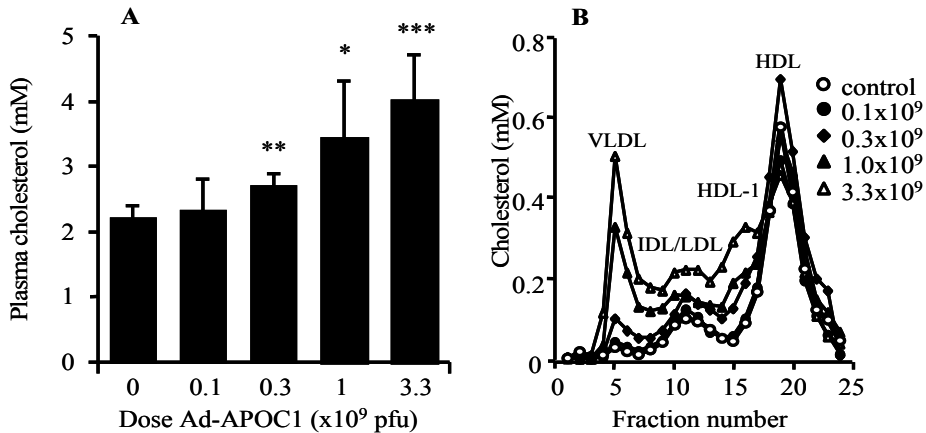 A
Plasma cholesterol (mM)
5
4
3
2
1
0
**
*
***
0 0.1 0.3 1 3.3
Dose Ad-APOC1 (x10⁹ pfu)
B
Cholesterol (mM)
0.8
0.6
0.4
0.2
0
VLDL
IDL/LDL
HDL-1
HDL
control
0.1x10⁹
0.3x10⁹
1.0x10⁹
3.3x10⁹
0 5 10 15 20 25
Fraction number